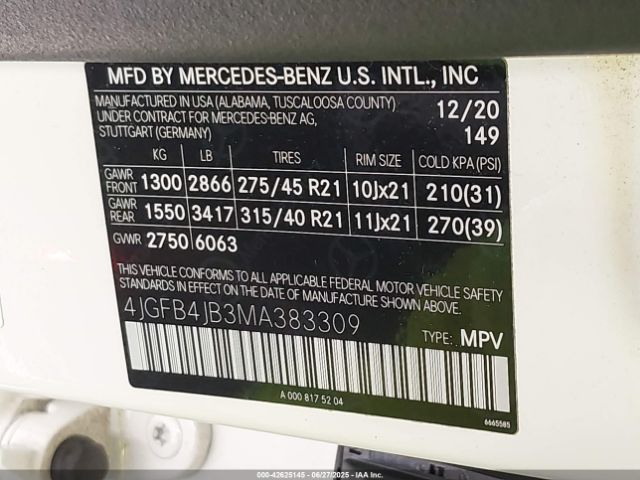 MFD BY MERCEDES-BENZ U.S. INTL., INC
MANUFACTURED IN USA (ALABAMA, TUSCALOOSA COUNTY) 12/20
UNDER CONTRACT FOR MERCEDES-BENZ AG,
STUTTGART (GERMANY) 149
KG LB TIRES RIM SIZE COLD KPA (PSI)
GAWR FRONT 1300 2866 275/45 R21 10Jx21 210(31)
GAWR REAR 1550 3417 315/40 R21 11Jx21 270(39)
GVWR 2750 6063
THIS VEHICLE CONFORMS TO ALL APPLICABLE FEDERAL MOTOR VEHICLE SAFETY
STANDARDS IN EFFECT ON THE DATE OF MANUFACTURE SHOWN ABOVE.
4JGFB4JB3MA383309 TYPE: MPV
A 000 817 52 04 6665585
000-42625145 - 06/27/2025 - IAAI.COM